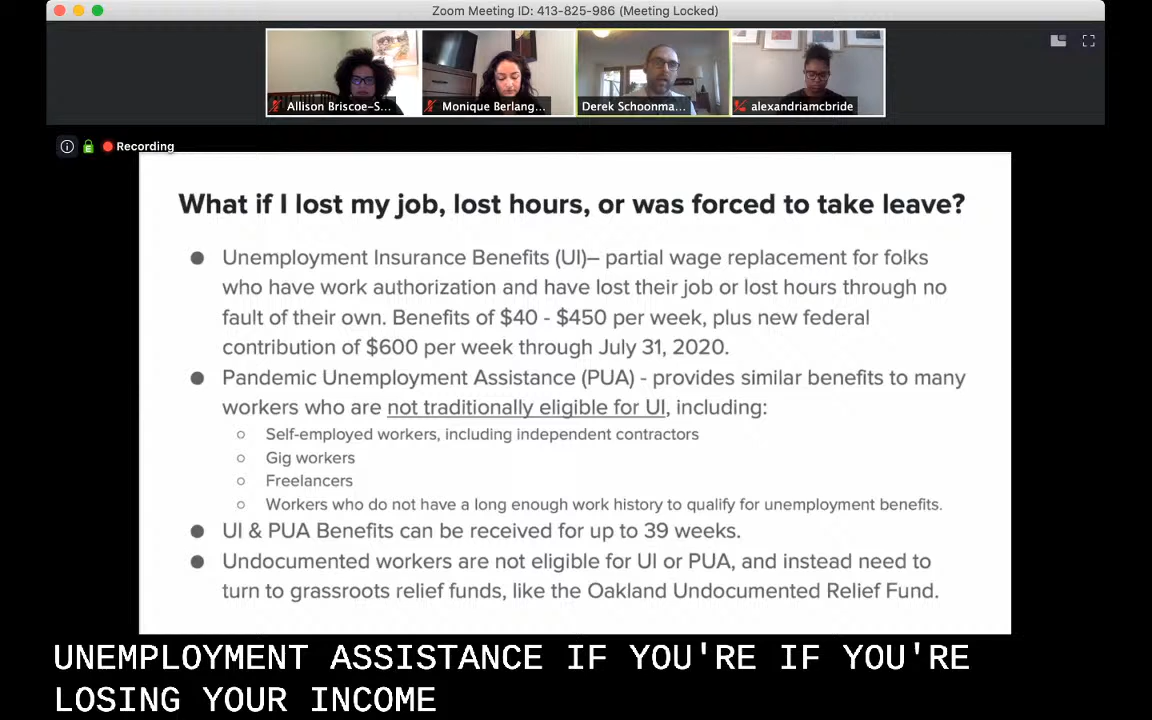 Zoom Meeting ID: 413-825-986 (Meeting Locked)
Allison Briscoe-S...
Monique Berlang...
Derek Schoonma...
alexandriamcbride
Recording
What if I lost my job, lost hours, or was forced to take leave?
● Unemployment Insurance Benefits (UI)– partial wage replacement for folks
who have work authorization and have lost their job or lost hours through no
fault of their own. Benefits of $40 - $450 per week, plus new federal
contribution of $600 per week through July 31, 2020.
● Pandemic Unemployment Assistance (PUA) - provides similar benefits to many
workers who are not traditionally eligible for UI, including:
○ Self-employed workers, including independent contractors
○ Gig workers
○ Freelancers
○ Workers who do not have a long enough work history to qualify for unemployment benefits.
● UI & PUA Benefits can be received for up to 39 weeks.
● Undocumented workers are not eligible for UI or PUA, and instead need to
turn to grassroots relief funds, like the Oakland Undocumented Relief Fund.
UNEMPLOYMENT ASSISTANCE IF YOU'RE IF YOU'RE
LOSING YOUR INCOME